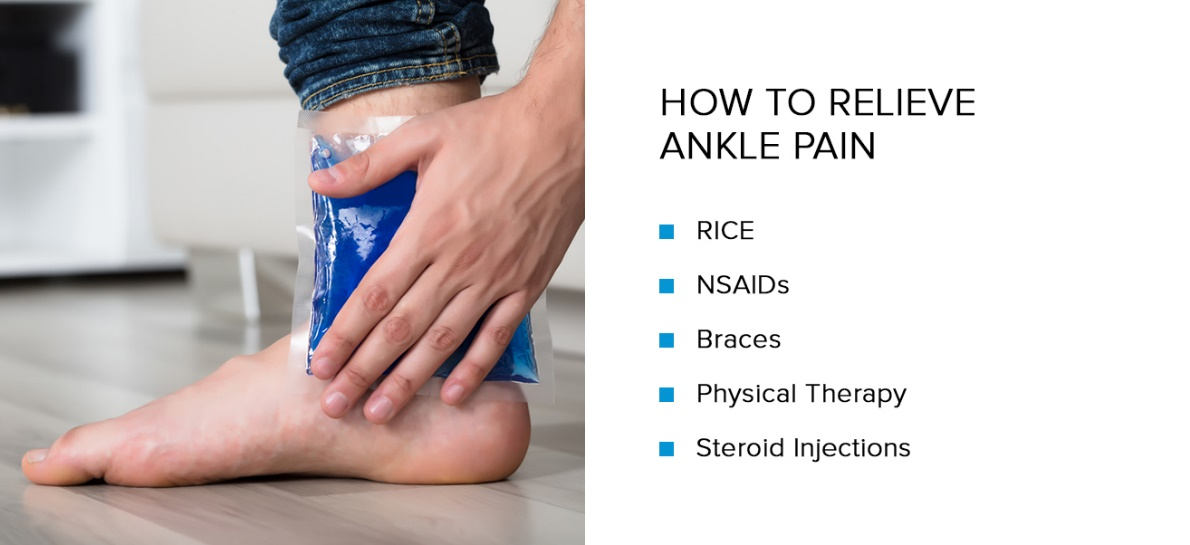 HOW TO RELIEVE
ANKLE PAIN
RICE
NSAIDs
Braces
Physical Therapy
Steroid Injections